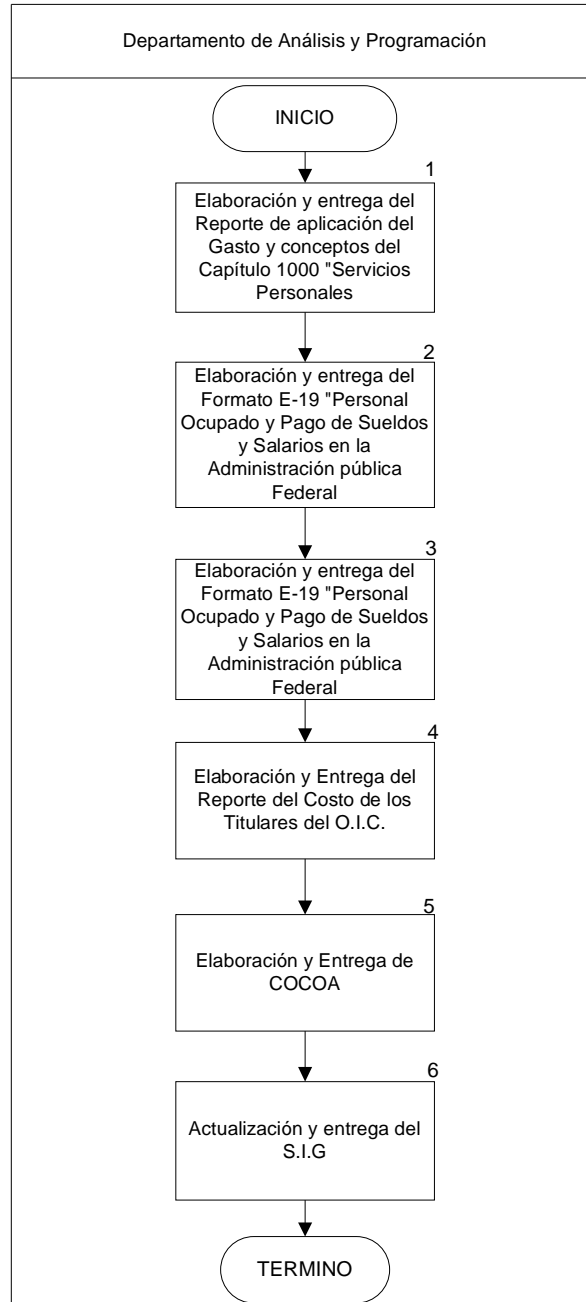 Departamento de Análisis y Programación
INICIO
1
Elaboración y entrega del
Reporte de aplicación del
Gasto y conceptos del
Capítulo 1000 "Servicios
Personales
2
Elaboración y entrega del
Formato E-19 "Personal
Ocupado y Pago de Sueldos
y Salarios en la
Administración pública
Federal
3
Elaboración y entrega del
Formato E-19 "Personal
Ocupado y Pago de Sueldos
y Salarios en la
Administración pública
Federal
4
Elaboración y Entrega del
Reporte del Costo de los
Titulares del O.I.C.
5
Elaboración y Entrega de
COCOA
6
Actualización y entrega del
S.I.G
TERMINO